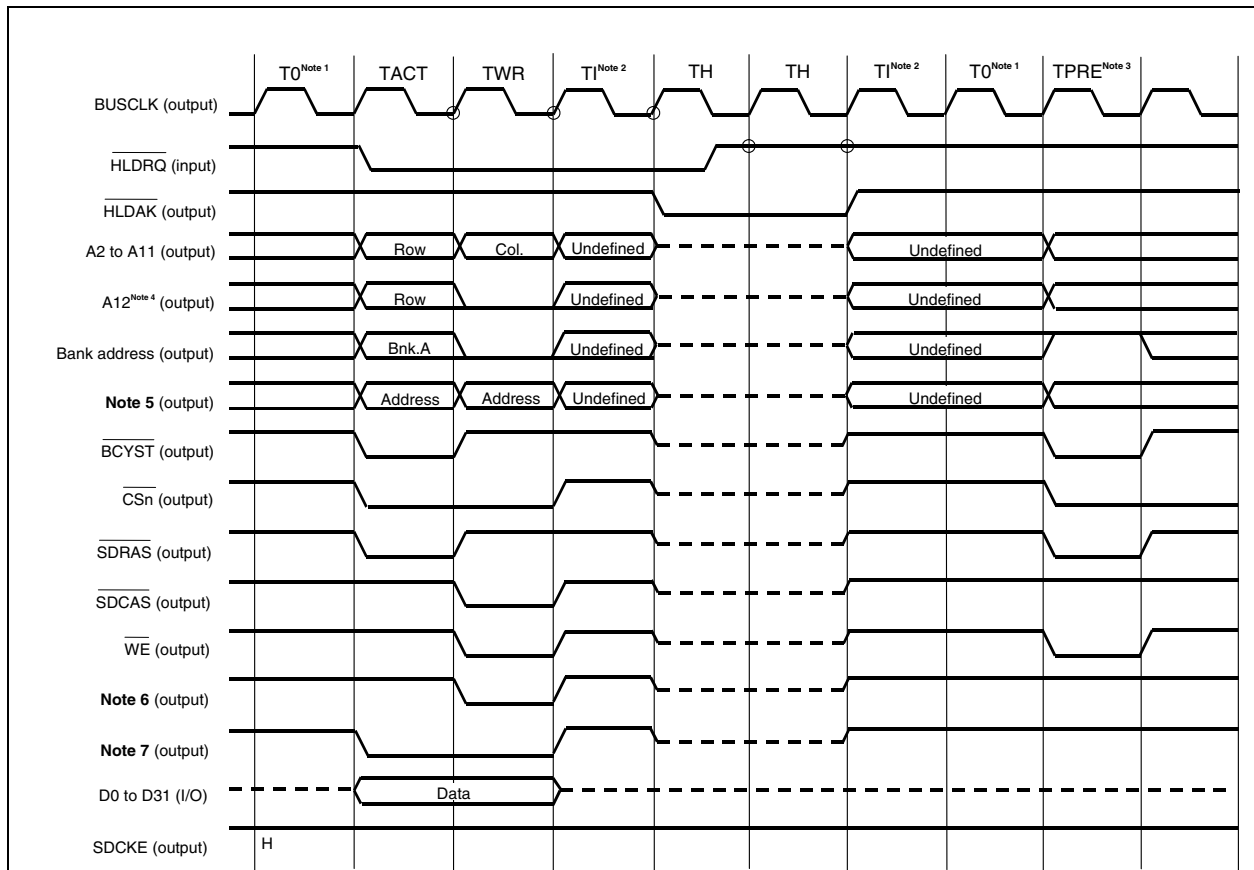 T0Note 1 TACT TWR TINote 2 TH TH TINote 2 T0Note 1 TPRENote 3
BUSCLK (output)
HLDRQ (input)
HLDAK (output)
A2 to A11 (output) Row Col. Undefined Undefined
A12Note 4 (output) Row Undefined Undefined
Bank address (output) Bnk.A Undefined Undefined
Note 5 (output) Address Address Undefined Undefined
BCYST (output)
CSn (output)
SDRAS (output)
SDCAS (output)
WE (output)
Note 6 (output)
Note 7 (output)
D0 to D31 (I/O) Data
SDCKE (output) H